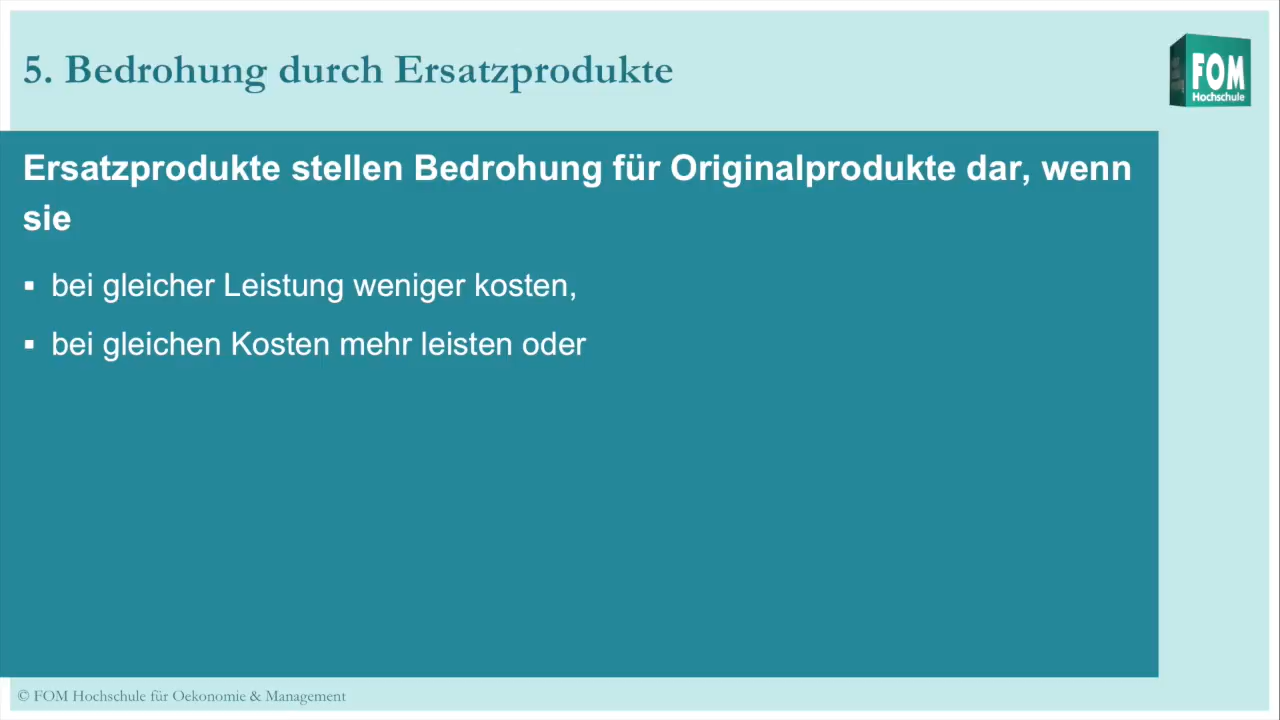 5. Bedrohung durch Ersatzprodukte
FOM
Hochschule
Ersatzprodukte stellen Bedrohung für Originalprodukte dar, wenn
sie
▪ bei gleicher Leistung weniger kosten,
▪ bei gleichen Kosten mehr leisten oder
© FOM Hochschule für Oekonomie & Management